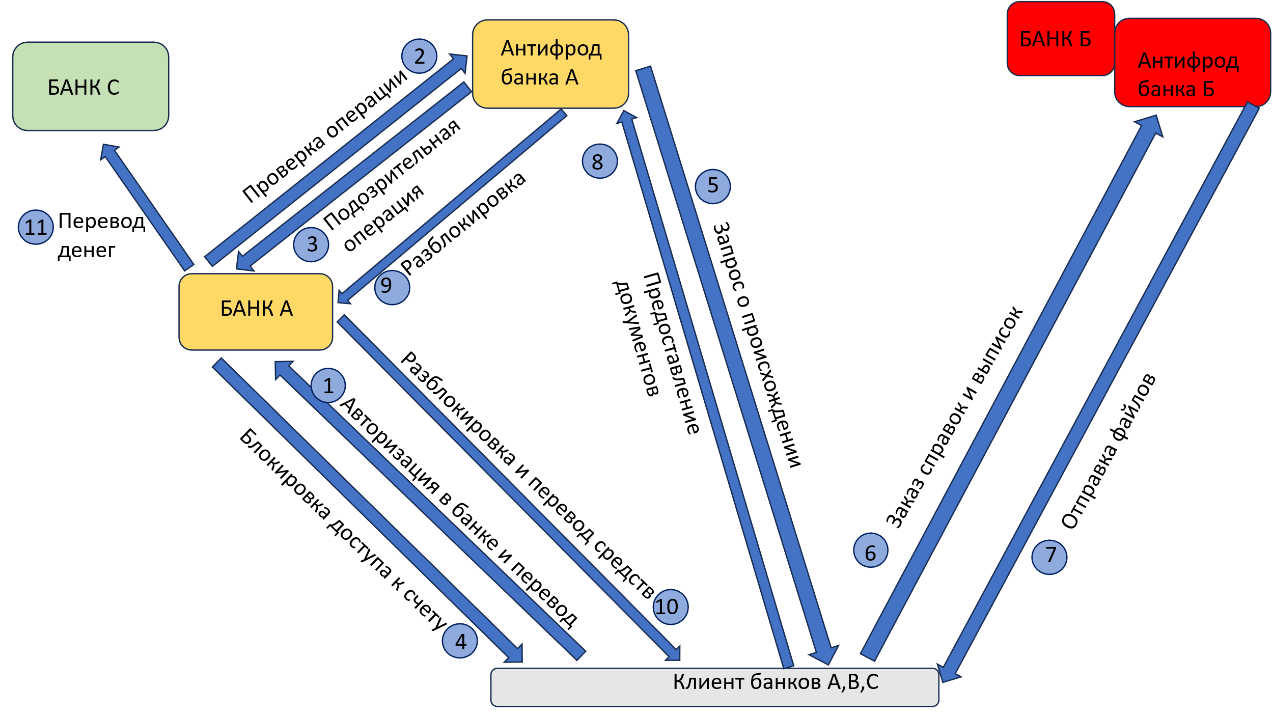 БАНК С
2
Антифрод
банка А
БАНК Б
Антифрод
банка Б
Проверка операции
3
Подозрительная
операция
9
Разблокировка
8
Предоставление
документов
5
Запрос о происхождении
11
Перевод
денег
БАНК А
1
Авторизация в банке и перевод
Разблокировка и перевод средств
10
Блокировка доступа к счету
4
6
Заказ справок и выписок
7
Отправка файлов
Клиент банков А,В,С